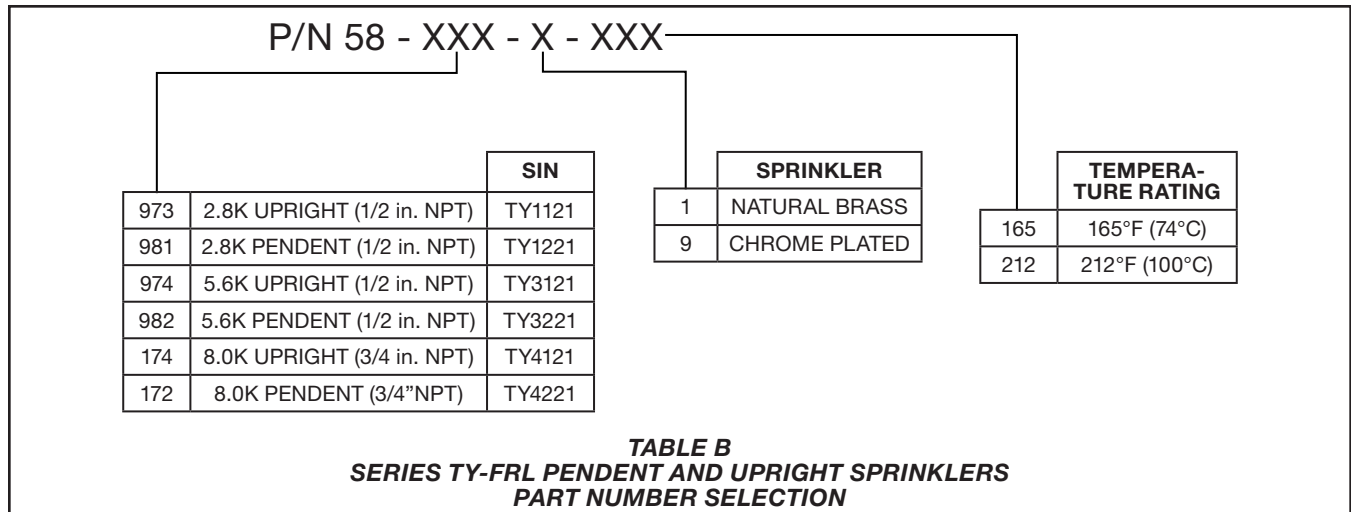 P/N 58 - XXX - X - XXX
SIN
973 2.8K UPRIGHT (1/2 in. NPT) TY1121
981 2.8K PENDENT (1/2 in. NPT) TY1221
974 5.6K UPRIGHT (1/2 in. NPT) TY3121
982 5.6K PENDENT (1/2 in. NPT) TY3221
174 8.0K UPRIGHT (3/4 in. NPT) TY4121
172 8.0K PENDENT (3/4”NPT) TY4221
SPRINKLER
1 NATURAL BRASS
9 CHROME PLATED
TEMPERA-
TURE RATING
165 165°F (74°C)
212 212°F (100°C)
TABLE B
SERIES TY-FRL PENDENT AND UPRIGHT SPRINKLERS
PART NUMBER SELECTION